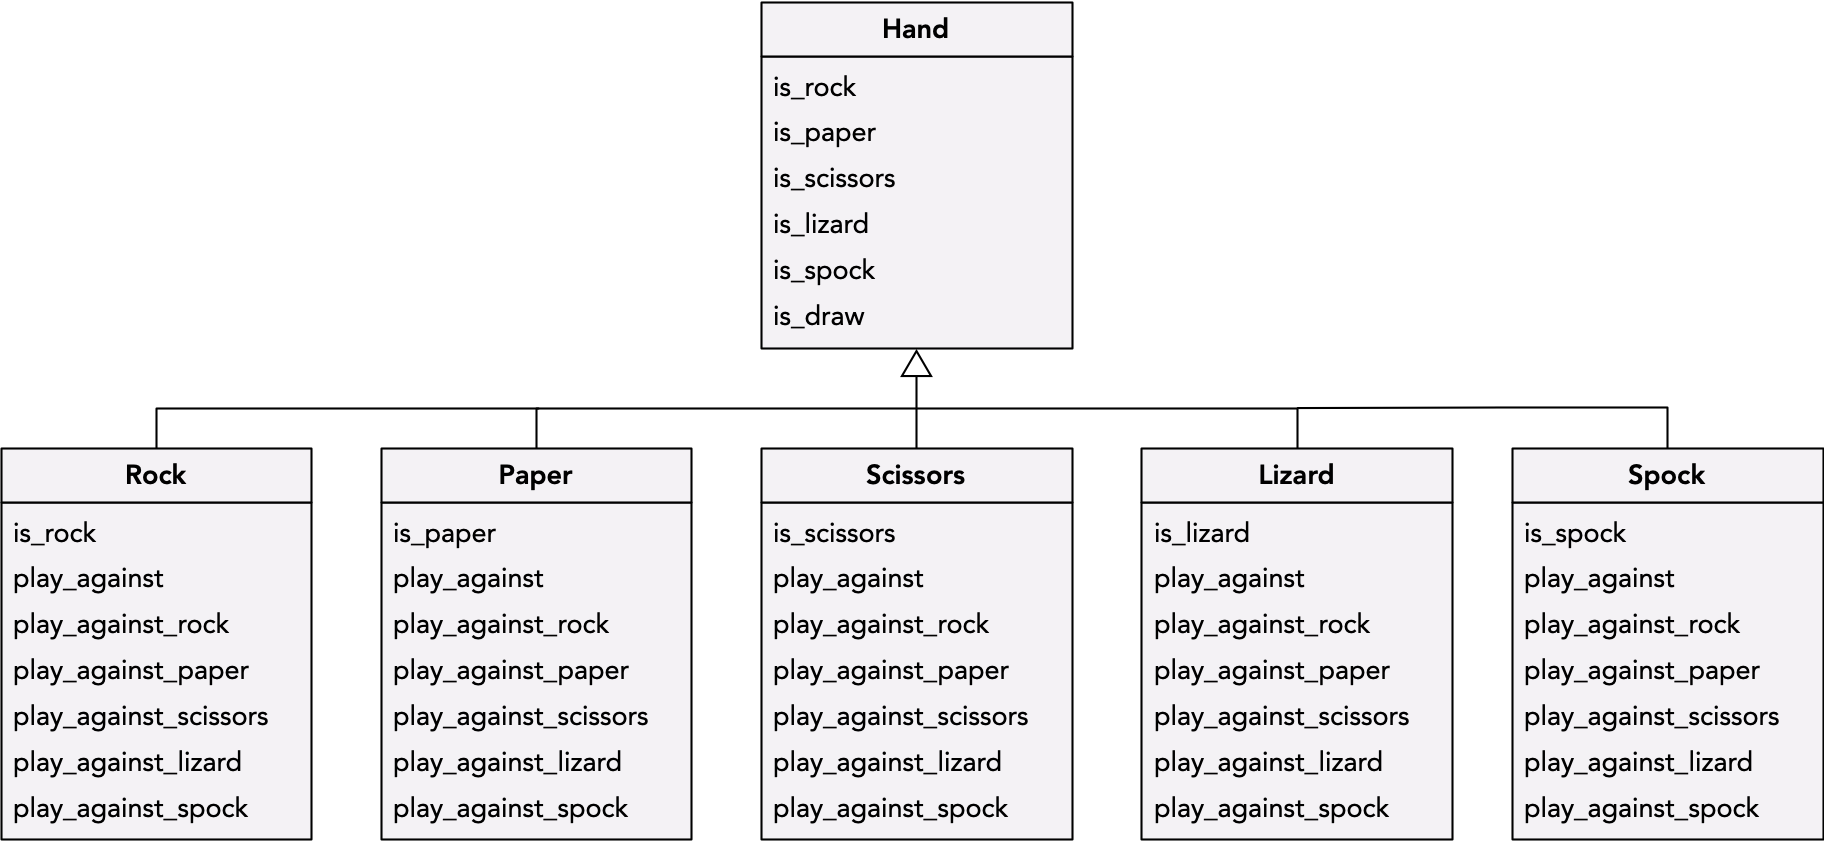 Hand
is_rock
is_paper
is_scissors
is_lizard
is_spock
is_draw
Rock
is_rock
play_against
play_against_rock
play_against_paper
play_against_scissors
play_against_lizard
play_against_spock
Paper
is_paper
play_against
play_against_rock
play_against_paper
play_against_scissors
play_against_lizard
play_against_spock
Scissors
is_scissors
play_against
play_against_rock
play_against_paper
play_against_scissors
play_against_lizard
play_against_spock
Lizard
is_lizard
play_against
play_against_rock
play_against_paper
play_against_scissors
play_against_lizard
play_against_spock
Spock
is_spock
play_against
play_against_rock
play_against_paper
play_against_scissors
play_against_lizard
play_against_spock